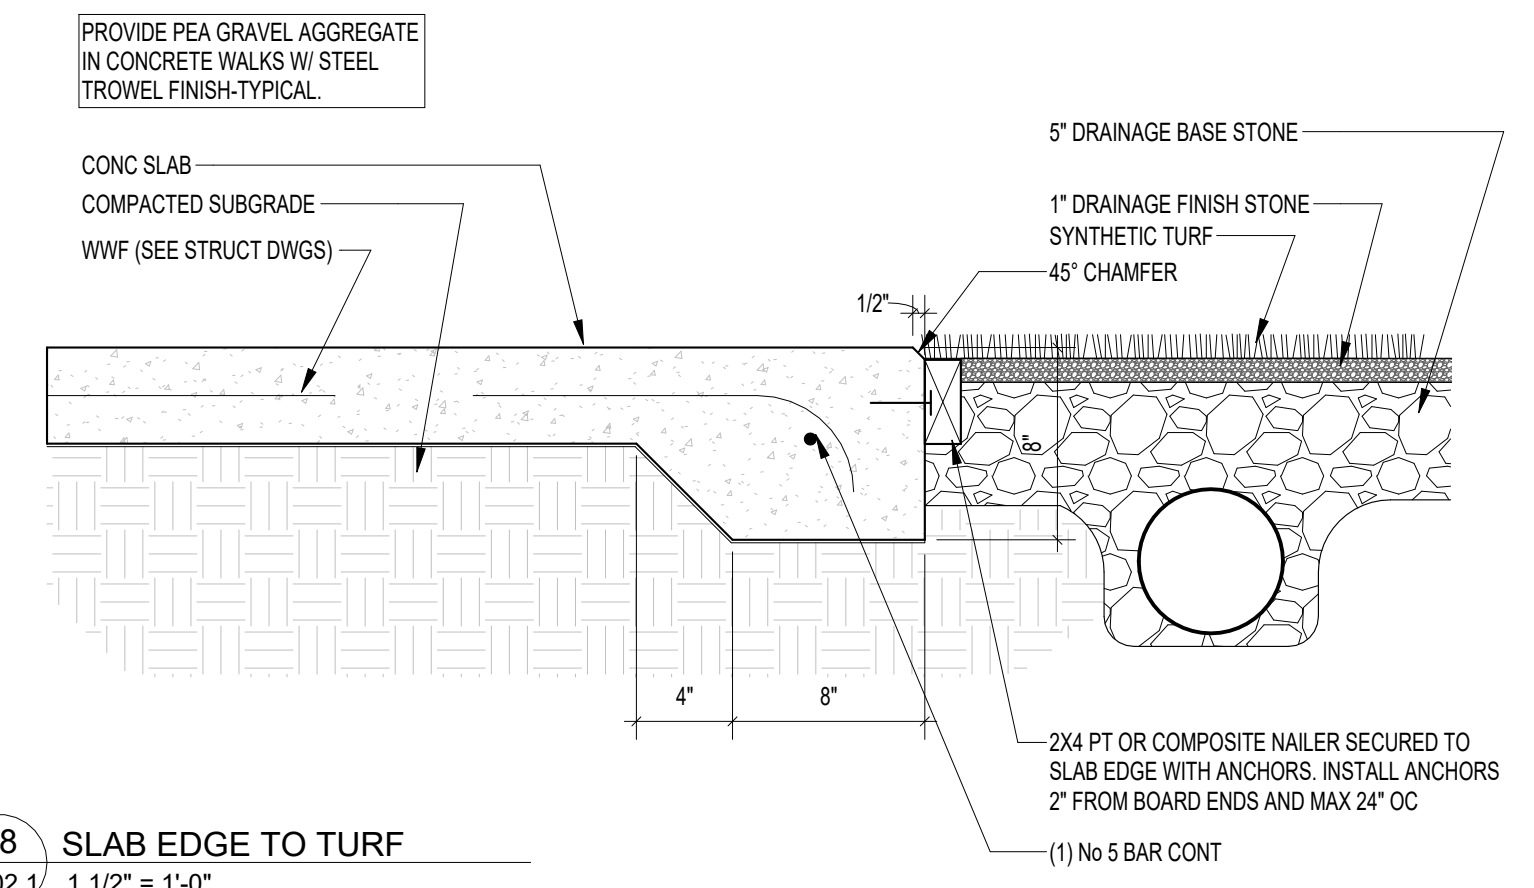 PROVIDE PEA GRAVEL AGGREGATE
IN CONCRETE WALKS W/ STEEL
TROWEL FINISH-TYPICAL.
CONC SLAB
COMPACTED SUBGRADE
WWF (SEE STRUCT DWGS)
5" DRAINAGE BASE STONE
1" DRAINAGE FINISH STONE
SYNTHETIC TURF
45° CHAMFER
1/2"
8"
4"
8"
2X4 PT OR COMPOSITE NAILER SECURED TO
SLAB EDGE WITH ANCHORS. INSTALL ANCHORS
2" FROM BOARD ENDS AND MAX 24" OC
(1) No 5 BAR CONT
8
SLAB EDGE TO TURF
1 1/2" = 1'-0"